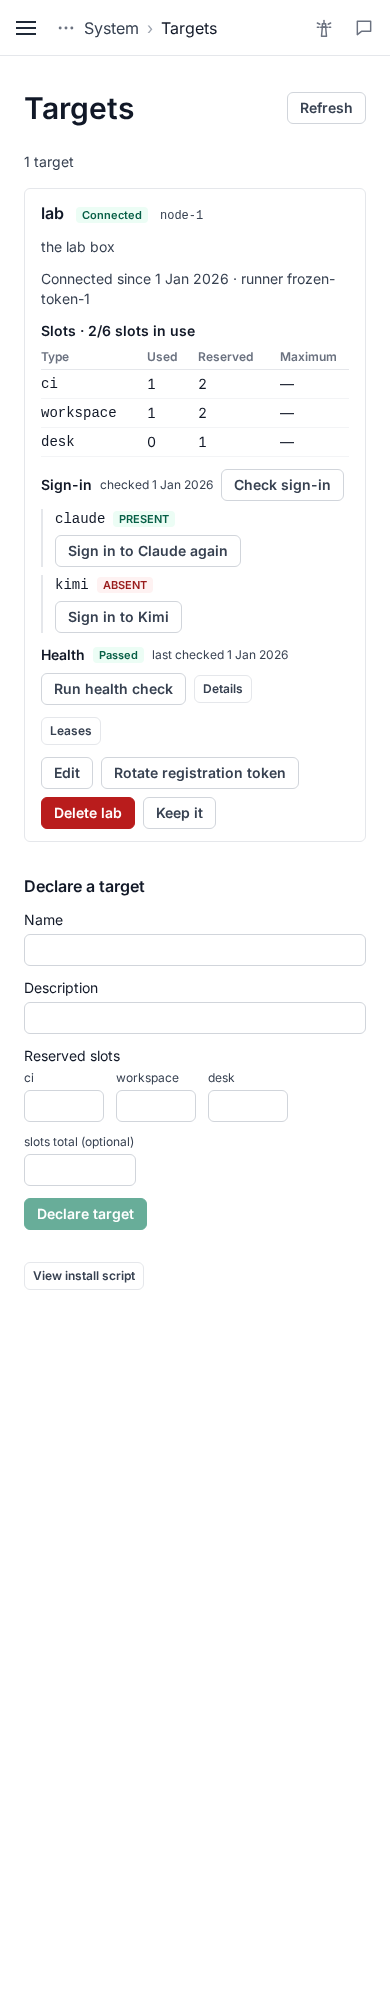 ··· System › Targets
Targets
Refresh
1 target
lab Connected node-1
the lab box
Connected since 1 Jan 2026 · runner frozen-
token-1
Slots · 2/6 slots in use
Type Used Reserved Maximum
ci 1 2 —
workspace 1 2 —
desk 0 1 —
Sign-in checked 1 Jan 2026 Check sign-in
claude PRESENT
Sign in to Claude again
kimi ABSENT
Sign in to Kimi
Health Passed last checked 1 Jan 2026
Run health check Details
Leases
Edit Rotate registration token
Delete lab Keep it
Declare a target
Name
Description
Reserved slots
ci workspace desk
slots total (optional)
Declare target
View install script